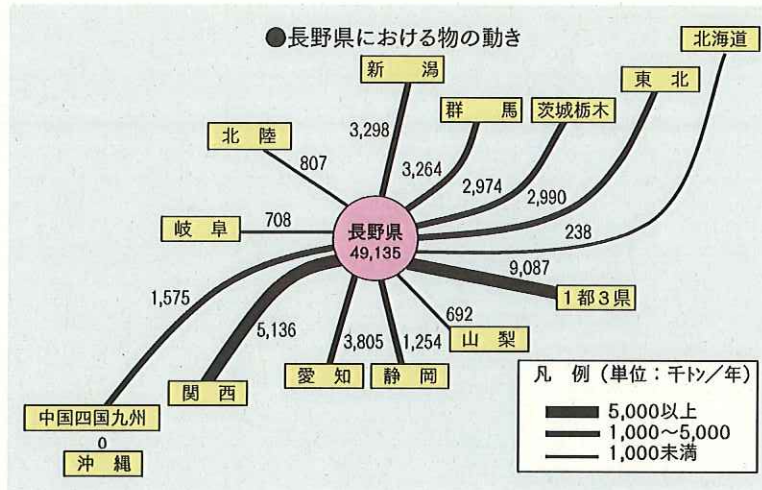 ●長野県における物の動き
北海道
新　潟
東　北
群　馬
茨城栃木
北　陸
3,298
807
3,264
2,974
2,990
岐　阜
708
長野県
49,135
238
9,087
1,575
5,136
692
1都3県
3,805
1,254
山　梨
関　西
愛　知
静　岡
中国四国九州
0
沖　縄
凡　例（単位：千㌧／年）
5,000以上
1,000～5,000
1,000未満